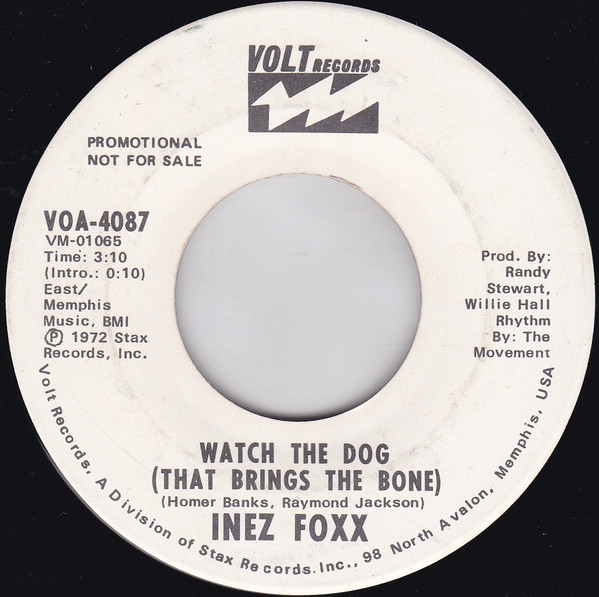 VOLT RECORDS
PROMOTIONAL
NOT FOR SALE
VOA-4087
VM-01065
Time: 3:10
(Intro.: 0:10)
East/
Memphis
Music, BMI
Ⓟ 1972 Stax
Records, Inc.
Prod. By:
Randy
Stewart,
Willie Hall
Rhythm
By: The
Movement
WATCH THE DOG
(THAT BRINGS THE BONE)
(Homer Banks, Raymond Jackson)
INEZ FOXX
Volt Records, A Division of Stax Records. Inc., 98 North Avalon, Memphis, USA